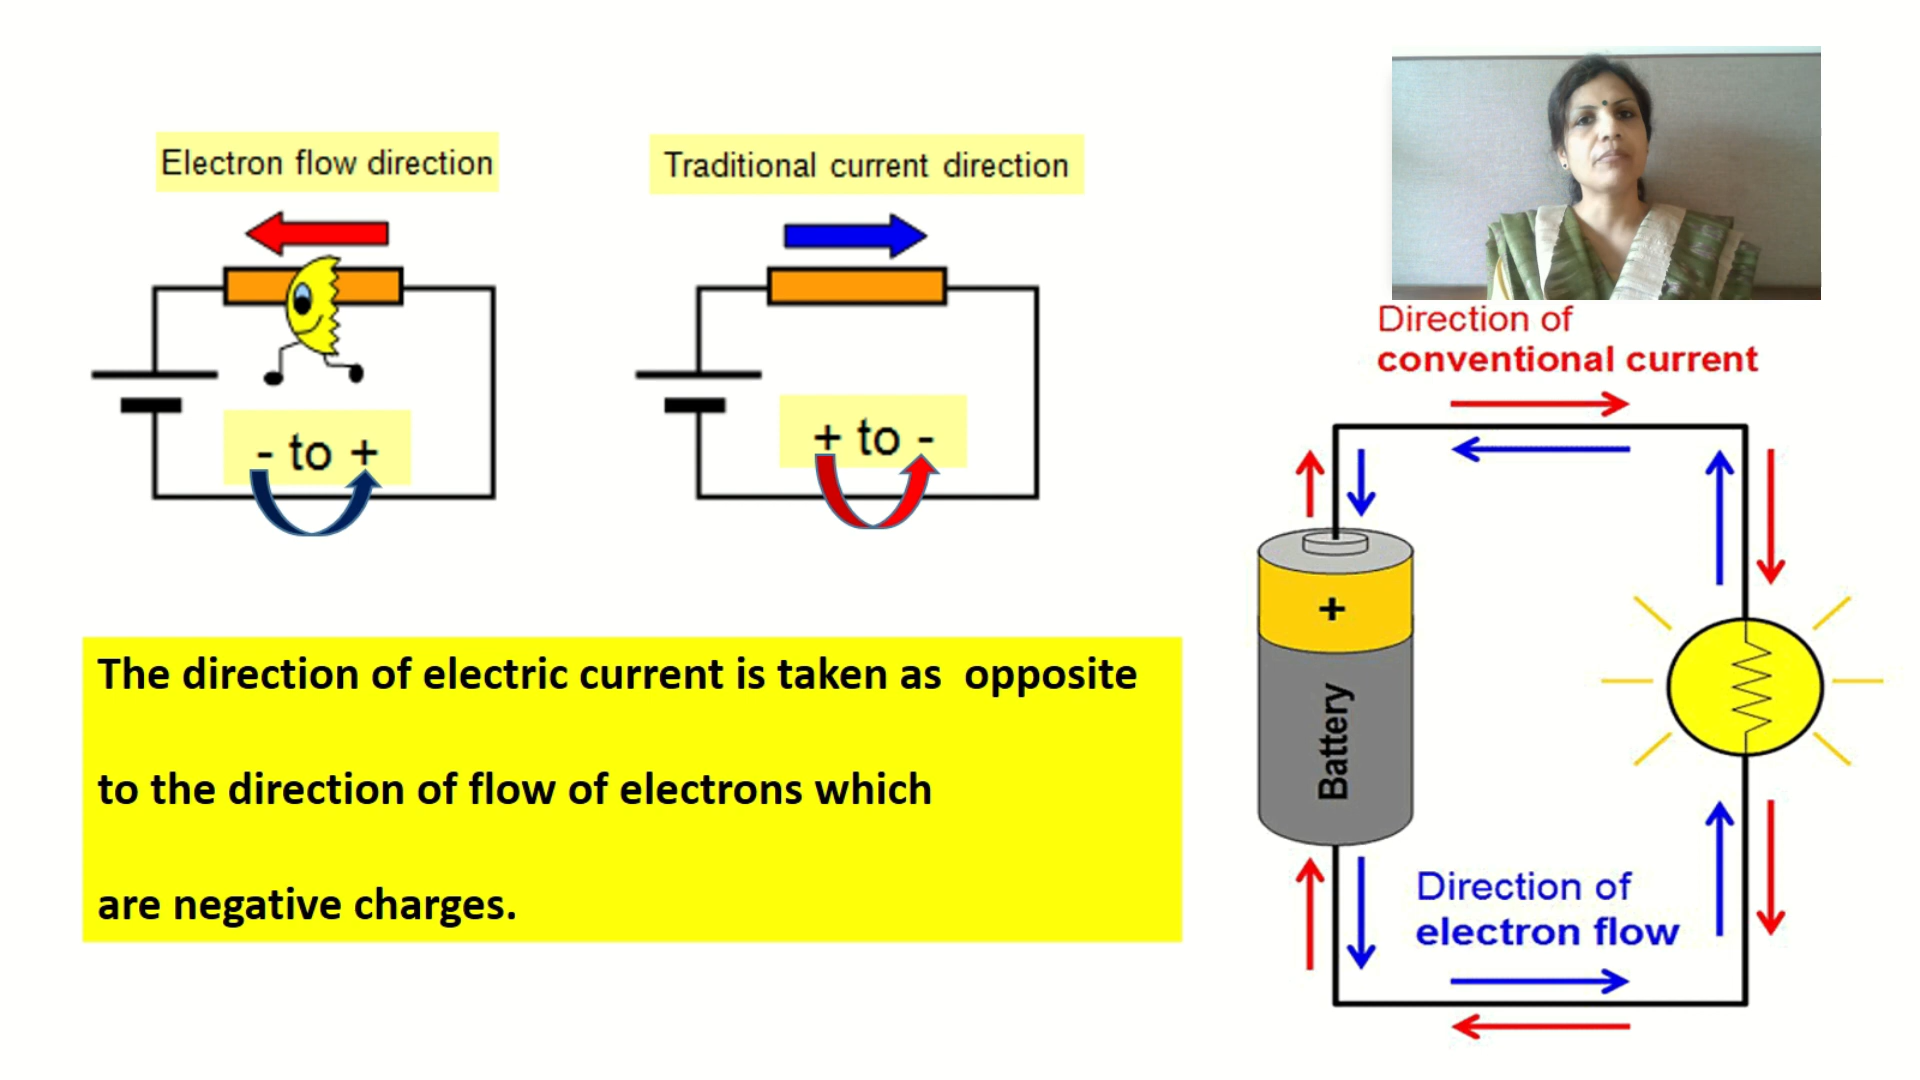 Electron flow direction
Traditional current direction
- to +
+ to -
The direction of electric current is taken as  opposite
to the direction of flow of electrons which
are negative charges.
Direction of
conventional current
+
Battery
Direction of
electron flow